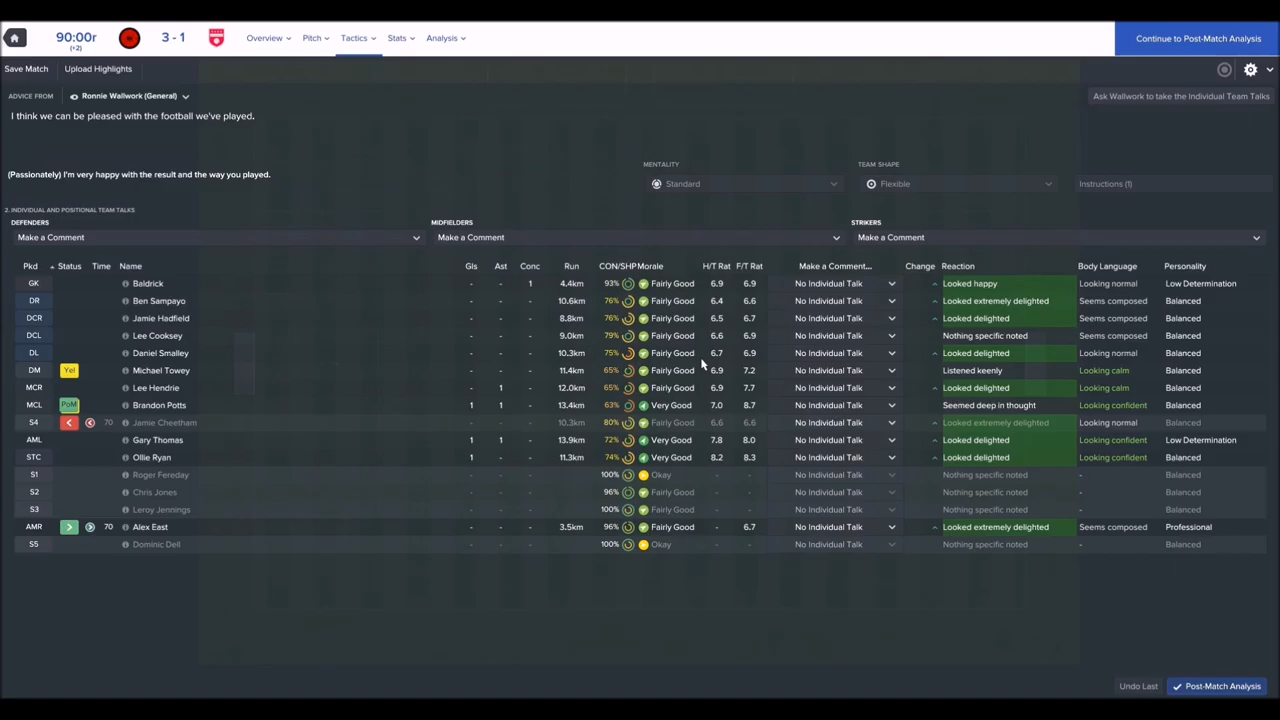 90:00r 3 - 1 Overview Pitch Tactics Stats Analysis Continue to Post-Match Analysis
(+2)
Save Match Upload Highlights
ADVICE FROM Ronnie Wallwork (General) Ask Wallwork to take the Individual Team Talks
I think we can be pleased with the football we've played.
MENTALITY TEAM SHAPE
(Passionately) I'm very happy with the result and the way you played.
Standard Flexible Instructions (1)
2. INDIVIDUAL AND POSITIONAL TEAM TALKS
DEFENDERS MIDFIELDERS STRIKERS
Make a Comment Make a Comment Make a Comment
Pkd Status Time Name Gls Ast Conc Run CON/SHP Morale H/T Rat F/T Rat Make a Comment... Change Reaction Body Language Personality
GK Baldrick - - 1 4.4km 93% Fairly Good 6.9 6.9 No Individual Talk Looked happy Looking normal Low Determination
DR Ben Sampayo - - - 10.6km 76% Fairly Good 6.4 6.6 No Individual Talk Looked extremely delighted Seems composed Balanced
DCR Jamie Hadfield - - - 8.8km 76% Fairly Good 6.5 6.7 No Individual Talk Looked delighted Seems composed Balanced
DCL Lee Cooksey - - - 9.0km 79% Fairly Good 6.6 6.9 No Individual Talk Nothing specific noted Seems composed Balanced
DL Daniel Smalley - - - 10.3km 75% Fairly Good 6.7 6.9 No Individual Talk Looked delighted Looking normal Balanced
DM Yel Michael Towey - - - 11.4km 65% Fairly Good 6.9 7.2 No Individual Talk Listened keenly Looking calm Balanced
MCR Lee Hendrie - 1 - 12.0km 65% Fairly Good 6.9 7.7 No Individual Talk Looked delighted Looking calm Balanced
MCL PoM Brandon Potts 1 1 - 13.4km 63% Very Good 7.0 8.7 No Individual Talk Seemed deep in thought Looking confident Balanced
S4 70 Jamie Cheetham - - - 10.3km 80% Fairly Good 6.6 6.6 No Individual Talk Looked extremely delighted Looking normal Balanced
AML Gary Thomas 1 1 - 13.9km 72% Very Good 7.8 8.0 No Individual Talk Looked delighted Looking confident Low Determination
STC Ollie Ryan 1 - - 11.3km 74% Very Good 8.2 8.3 No Individual Talk Looked delighted Looking confident Balanced
S1 Roger Fereday 100% Okay No Individual Talk Nothing specific noted - Balanced
S2 Chris Jones 96% Fairly Good No Individual Talk Nothing specific noted - Balanced
S3 Leroy Jennings 100% Fairly Good No Individual Talk Nothing specific noted - Balanced
AMR 70 Alex East - - - 3.5km 96% Fairly Good - 6.7 No Individual Talk Looked extremely delighted Seems composed Professional
S5 Dominic Dell 100% Okay No Individual Talk Nothing specific noted - Balanced
Undo Last Post-Match Analysis